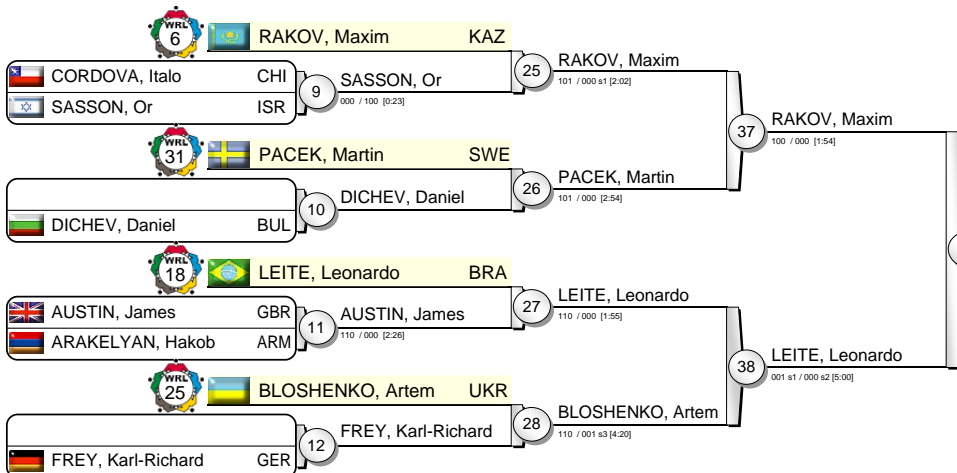 WRL 6 RAKOV, Maxim KAZ
CORDOVA, Italo CHI
SASSON, Or ISR
9 SASSON, Or
000 / 100 [0:23]
25 RAKOV, Maxim
101 / 000 s1 [2:02]
WRL 31 PACEK, Martin SWE
DICHEV, Daniel BUL
10 DICHEV, Daniel
26 PACEK, Martin
101 / 000 [2:54]
37 RAKOV, Maxim
100 / 000 [1:54]
WRL 18 LEITE, Leonardo BRA
AUSTIN, James GBR
ARAKELYAN, Hakob ARM
11 AUSTIN, James
110 / 000 [2:26]
27 LEITE, Leonardo
110 / 000 [1:55]
WRL 25 BLOSHENKO, Artem UKR
FREY, Karl-Richard GER
12 FREY, Karl-Richard
28 BLOSHENKO, Artem
110 / 001 s3 [4:20]
38 LEITE, Leonardo
001 s1 / 000 s2 [5:00]